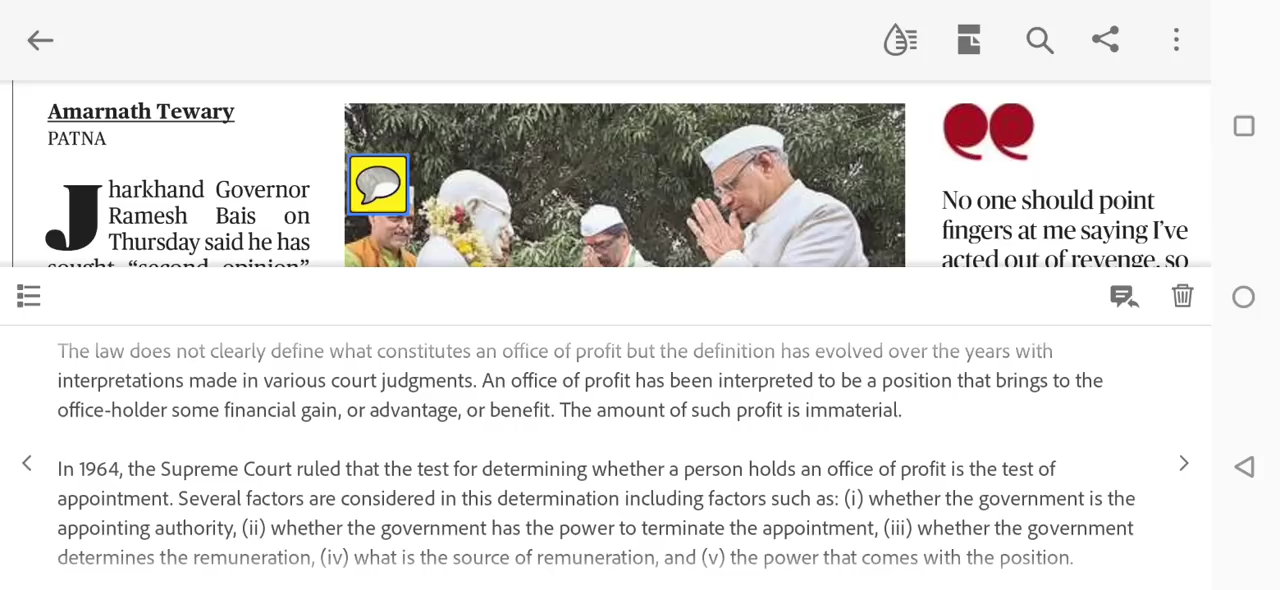 Amarnath Tewary
PATNA
Jharkhand Governor
Ramesh Bais on
Thursday said he has
sought "second opinion"
No one should point
fingers at me saying I've
acted out of revenge, so
The law does not clearly define what constitutes an office of profit but the definition has evolved over the years with
interpretations made in various court judgments. An office of profit has been interpreted to be a position that brings to the
office-holder some financial gain, or advantage, or benefit. The amount of such profit is immaterial.
In 1964, the Supreme Court ruled that the test for determining whether a person holds an office of profit is the test of
appointment. Several factors are considered in this determination including factors such as: (i) whether the government is the
appointing authority, (ii) whether the government has the power to terminate the appointment, (iii) whether the government
determines the remuneration, (iv) what is the source of remuneration, and (v) the power that comes with the position.